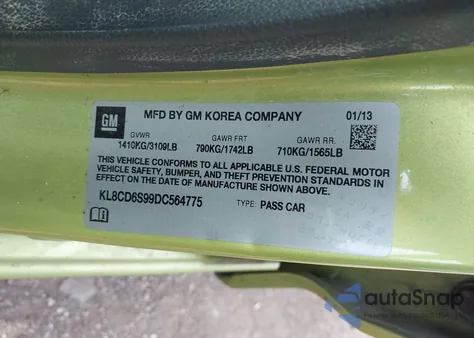 GM
MFD BY GM KOREA COMPANY
01/13
GVWR
GAWR FRT
GAWR RR.
1410KG/3109LB
790KG/1742LB
710KG/1565LB
THIS VEHICLE CONFORMS TO ALL APPLICABLE U.S. FEDERAL MOTOR
VEHICLE SAFETY, BUMPER, AND THEFT PREVENTION STANDARDS IN
EFFECT ON THE DATE OF MANUFACTURE SHOWN ABOVE.
KL8CD6S99DC564775
TYPE: PASS CAR
autoSnap